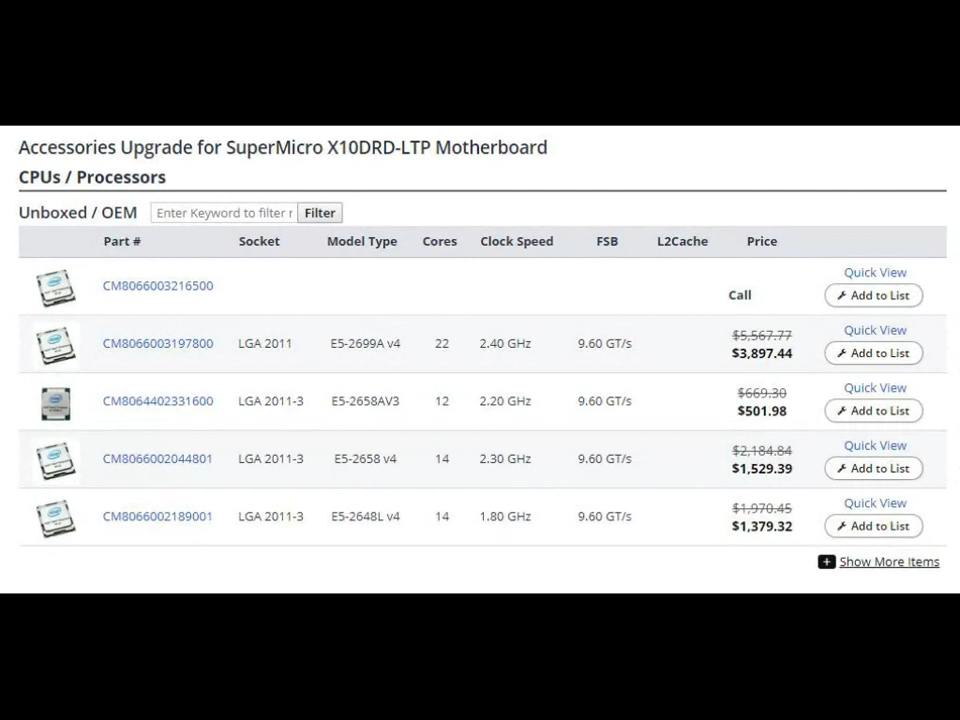 Accessories Upgrade for SuperMicro X10DRD-LTP Motherboard
CPUs / Processors
Unboxed / OEM Enter Keyword to filter r Filter
Part # Socket Model Type Cores Clock Speed FSB L2Cache Price
CM8066003216500 Call Quick View
Add to List
CM8066003197800 LGA 2011 E5-2699A v4 22 2.40 GHz 9.60 GT/s $5,567.77 Quick View
$3,897.44 Add to List
CM8064402331600 LGA 2011-3 E5-2658AV3 12 2.20 GHz 9.60 GT/s $669.30 Quick View
$501.98 Add to List
CM8066002044801 LGA 2011-3 E5-2658 v4 14 2.30 GHz 9.60 GT/s $2,184.84 Quick View
$1,529.39 Add to List
CM8066002189001 LGA 2011-3 E5-2648L v4 14 1.80 GHz 9.60 GT/s $1,970.45 Quick View
$1,379.32 Add to List
Show More Items